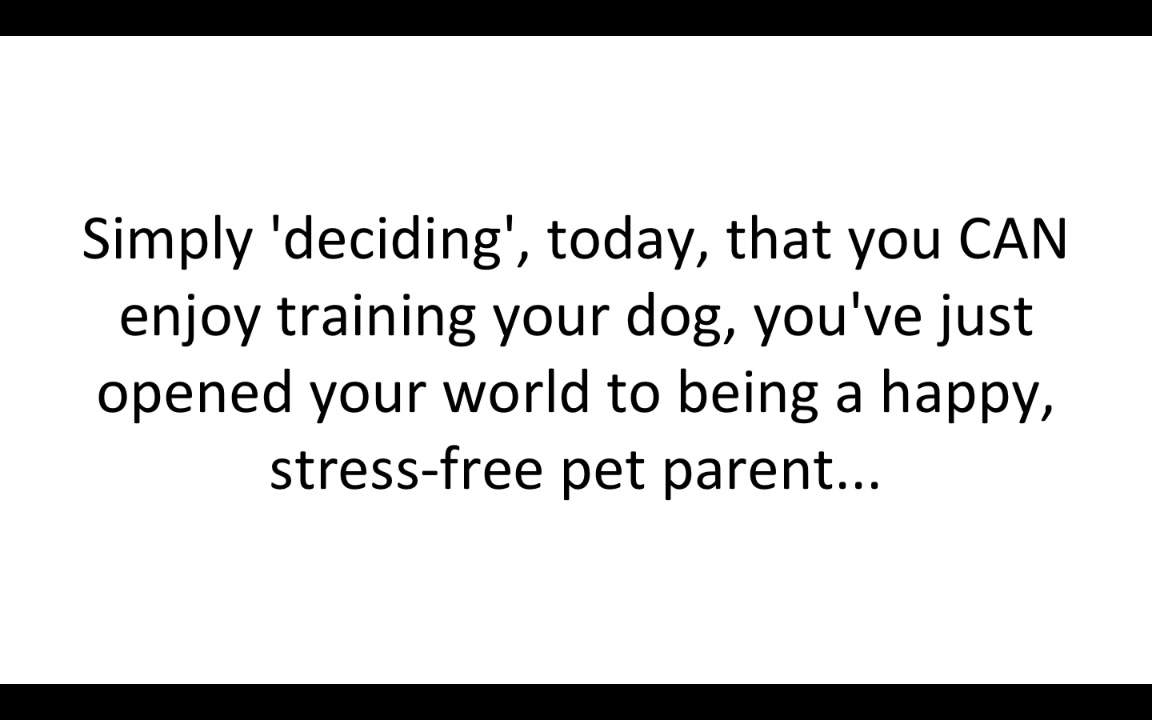 Simply 'deciding', today, that you CAN
enjoy training your dog, you've just
opened your world to being a happy,
stress-free pet parent...